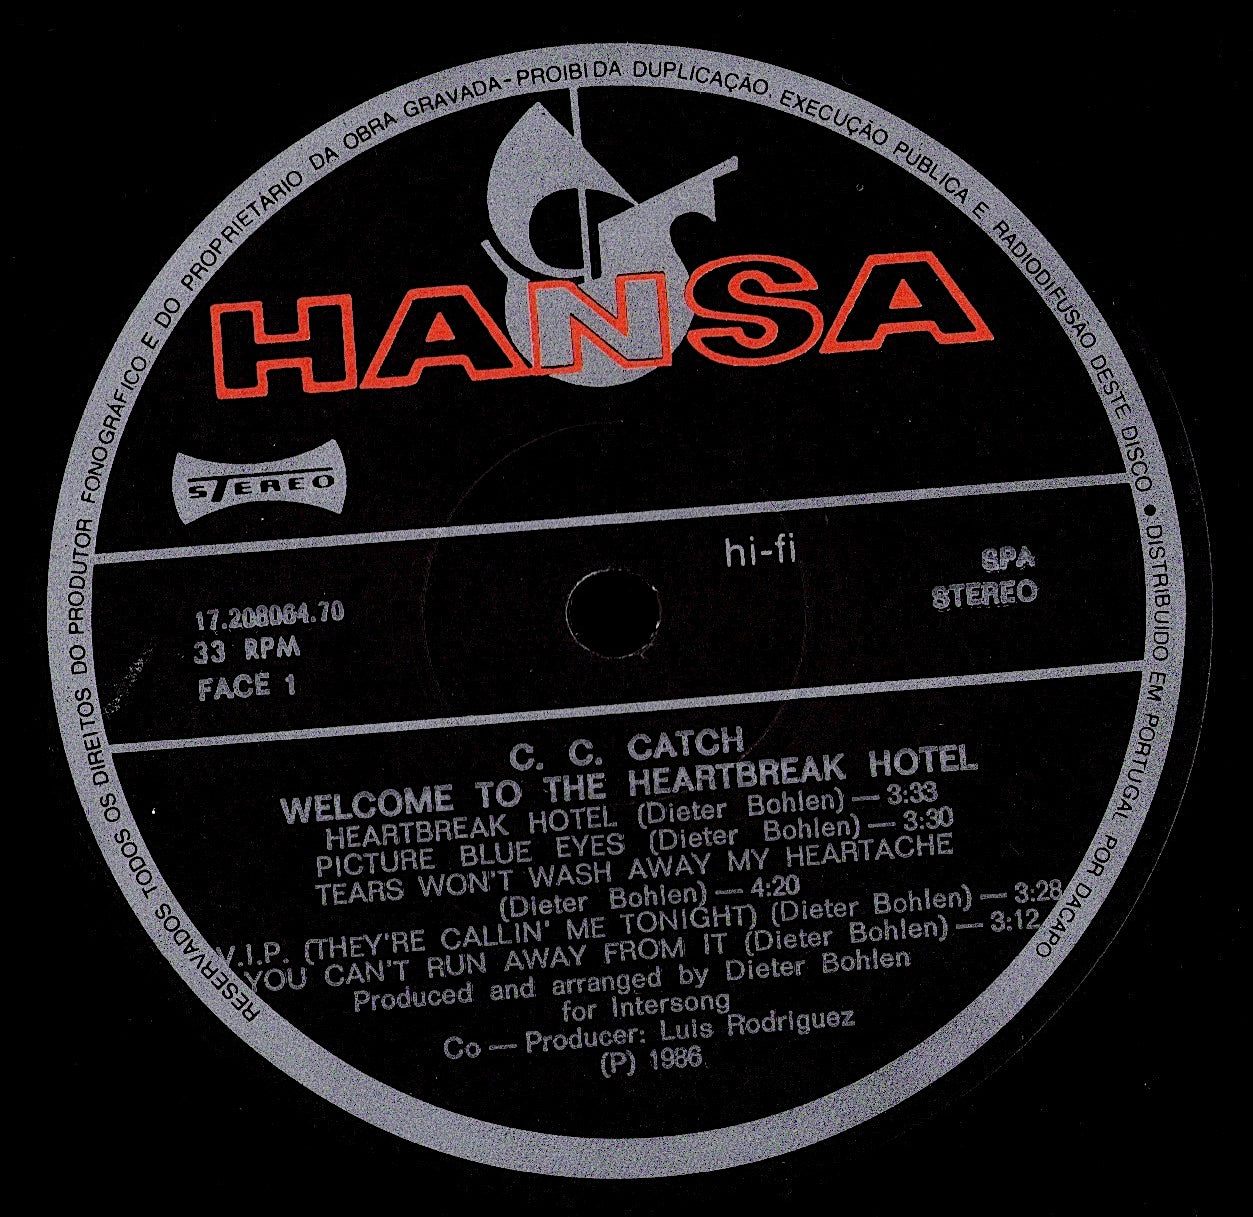 RESERVADOS TODOS OS DIREITOS DO PRODUTOR FONOGRÁFICO E DO PROPRIETÁRIO DA OBRA GRAVADA - PROIBIDA DUPLICAÇÃO, EXECUÇÃO PÚBLICA E RADIODIFUSÃO DESTE DISCO • DISTRIBUIDO EM PORTUGAL POR DACAPO
HANSA
STEREO
hi-fi
SPA
STEREO
17.208064.70
33 RPM
FACE 1
C. C. CATCH
WELCOME TO THE HEARTBREAK HOTEL
HEARTBREAK HOTEL (Dieter Bohlen) — 3:33
PICTURE BLUE EYES (Dieter Bohlen) — 3:30
TEARS WON'T WASH AWAY MY HEARTACHE
(Dieter Bohlen) — 4:20
V.I.P. (THEY'RE CALLIN' ME TONIGHT) (Dieter Bohlen) — 3:28
YOU CAN'T RUN AWAY FROM IT (Dieter Bohlen) — 3:12
Produced and arranged by Dieter Bohlen
for Intersong
Co — Producer: Luis Rodriguez
(P) 1986